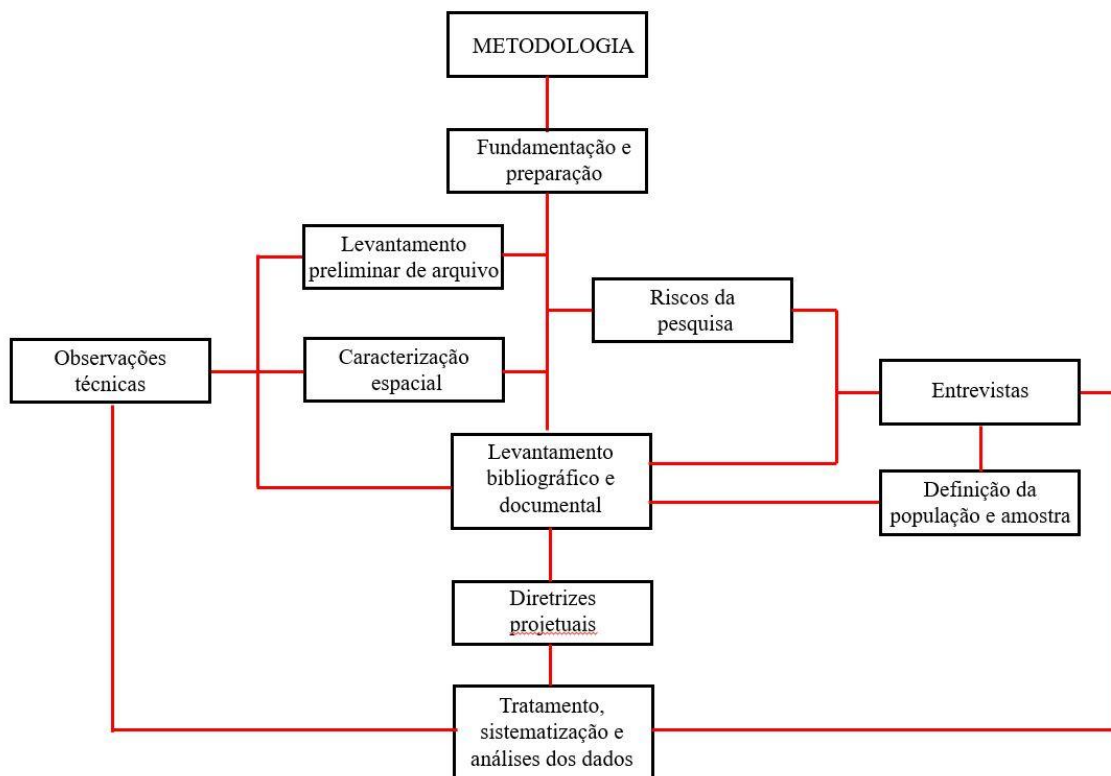 METODOLOGIA
Fundamentação e
preparação
Levantamento
preliminar de arquivo
Riscos da
pesquisa
Observações
técnicas
Caracterização
espacial
Entrevistas
Levantamento
bibliográfico e
documental
Definição da
população e amostra
Diretrizes
projetuais
Tratamento,
sistematização e
análises dos dados